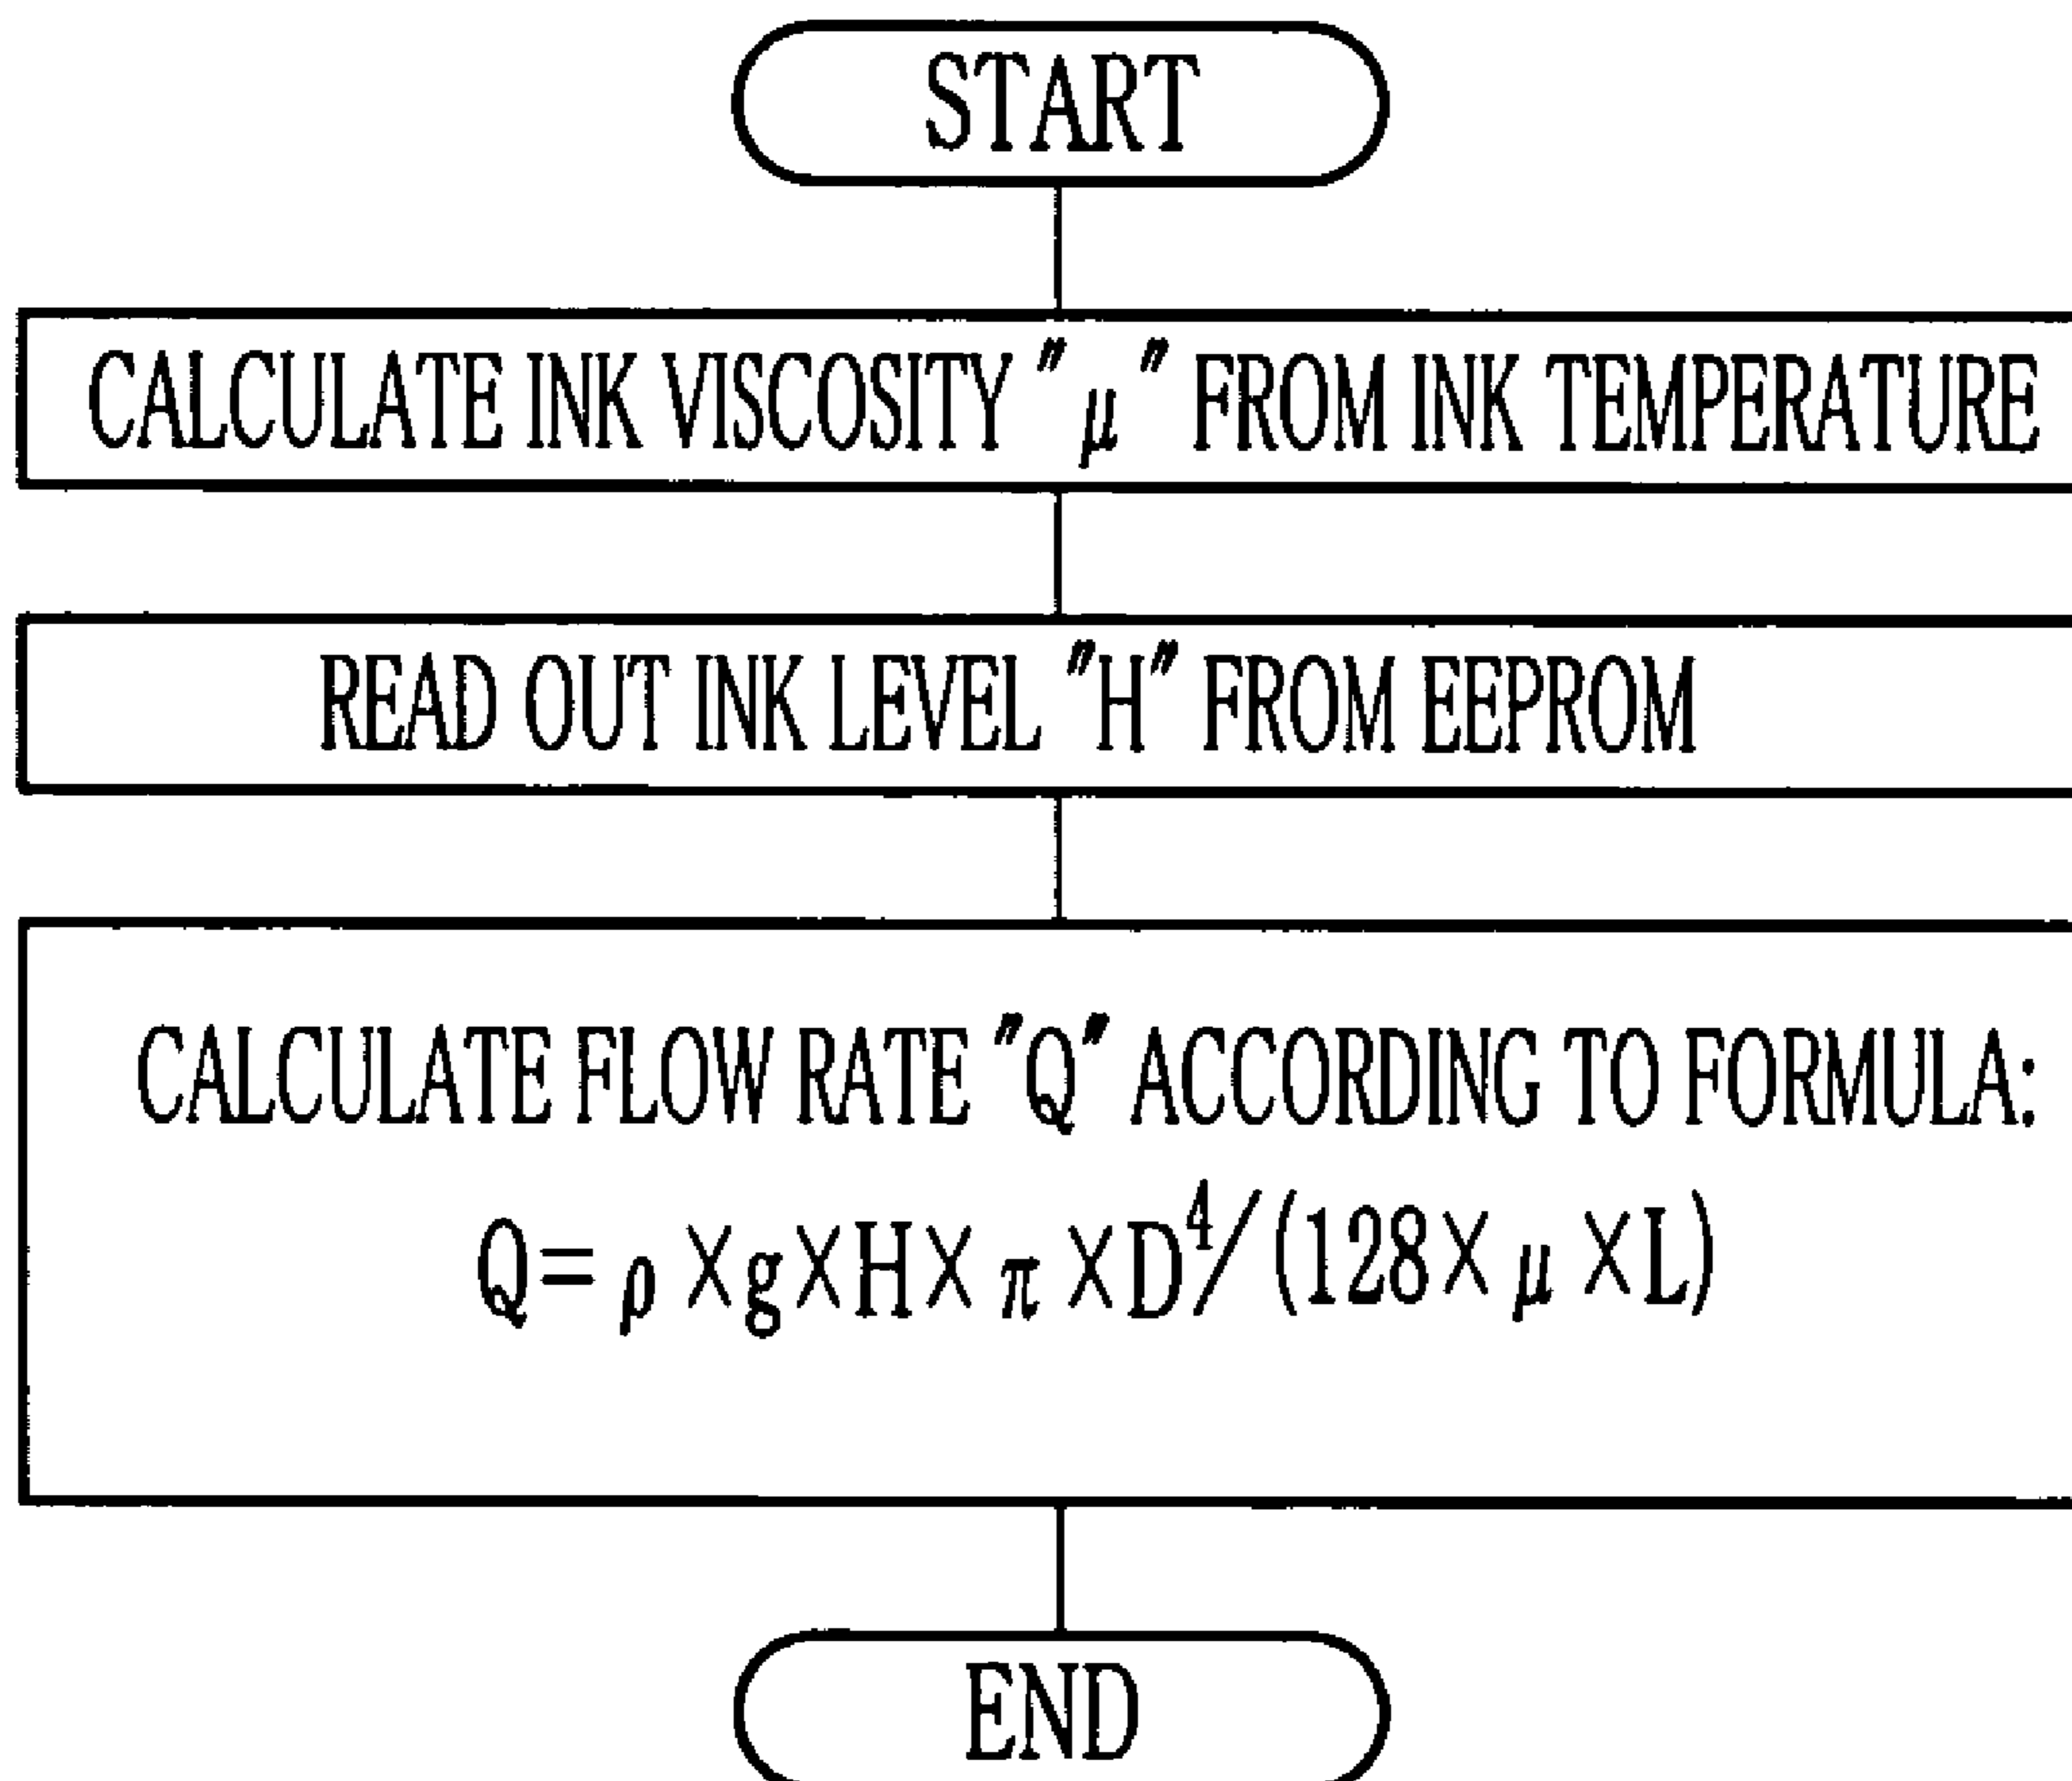 START
CALCULATE INK VISCOSITY "μ" FROM INK TEMPERATURE
READ OUT INK LEVEL "H" FROM EEPROM
CALCULATE FLOW RATE "Q" ACCORDING TO FORMULA;
Q=ρ×g×H×π×D⁴/(128×μ×L)
END